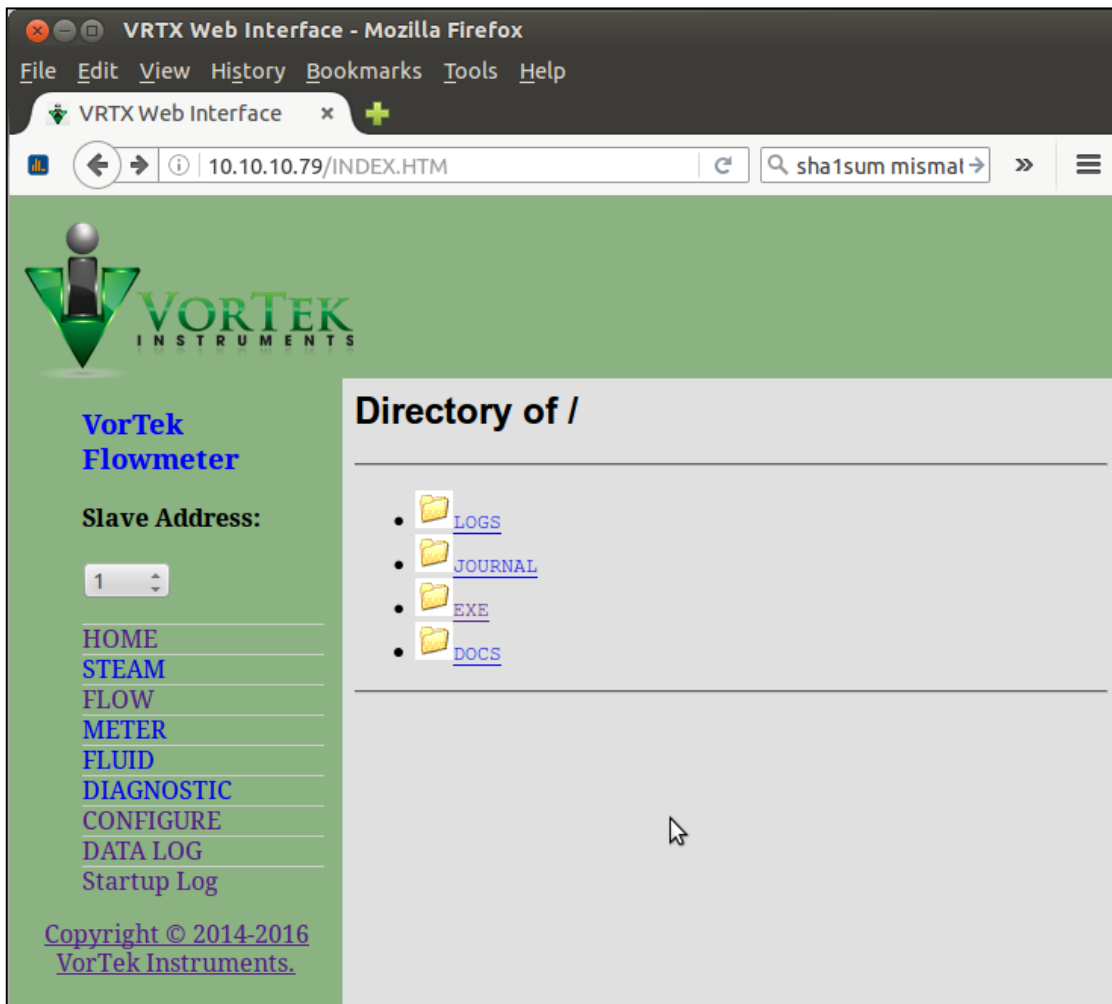 VRTX Web Interface - Mozilla Firefox
File Edit View History Bookmarks Tools Help
VRTX Web Interface
10.10.10.79/INDEX.HTM
sha1sum
VORTEK
INSTRUMENTS
VorTek
Flowmeter
Slave Address:
1
HOME
STEAM
FLOW
METER
FLUID
DIAGNOSTIC
CONFIGURE
DATA LOG
Startup Log
Copyright © 2014-2016
VorTek Instruments.
Directory of /
LOGS
JOURNAL
EXE
DOCS